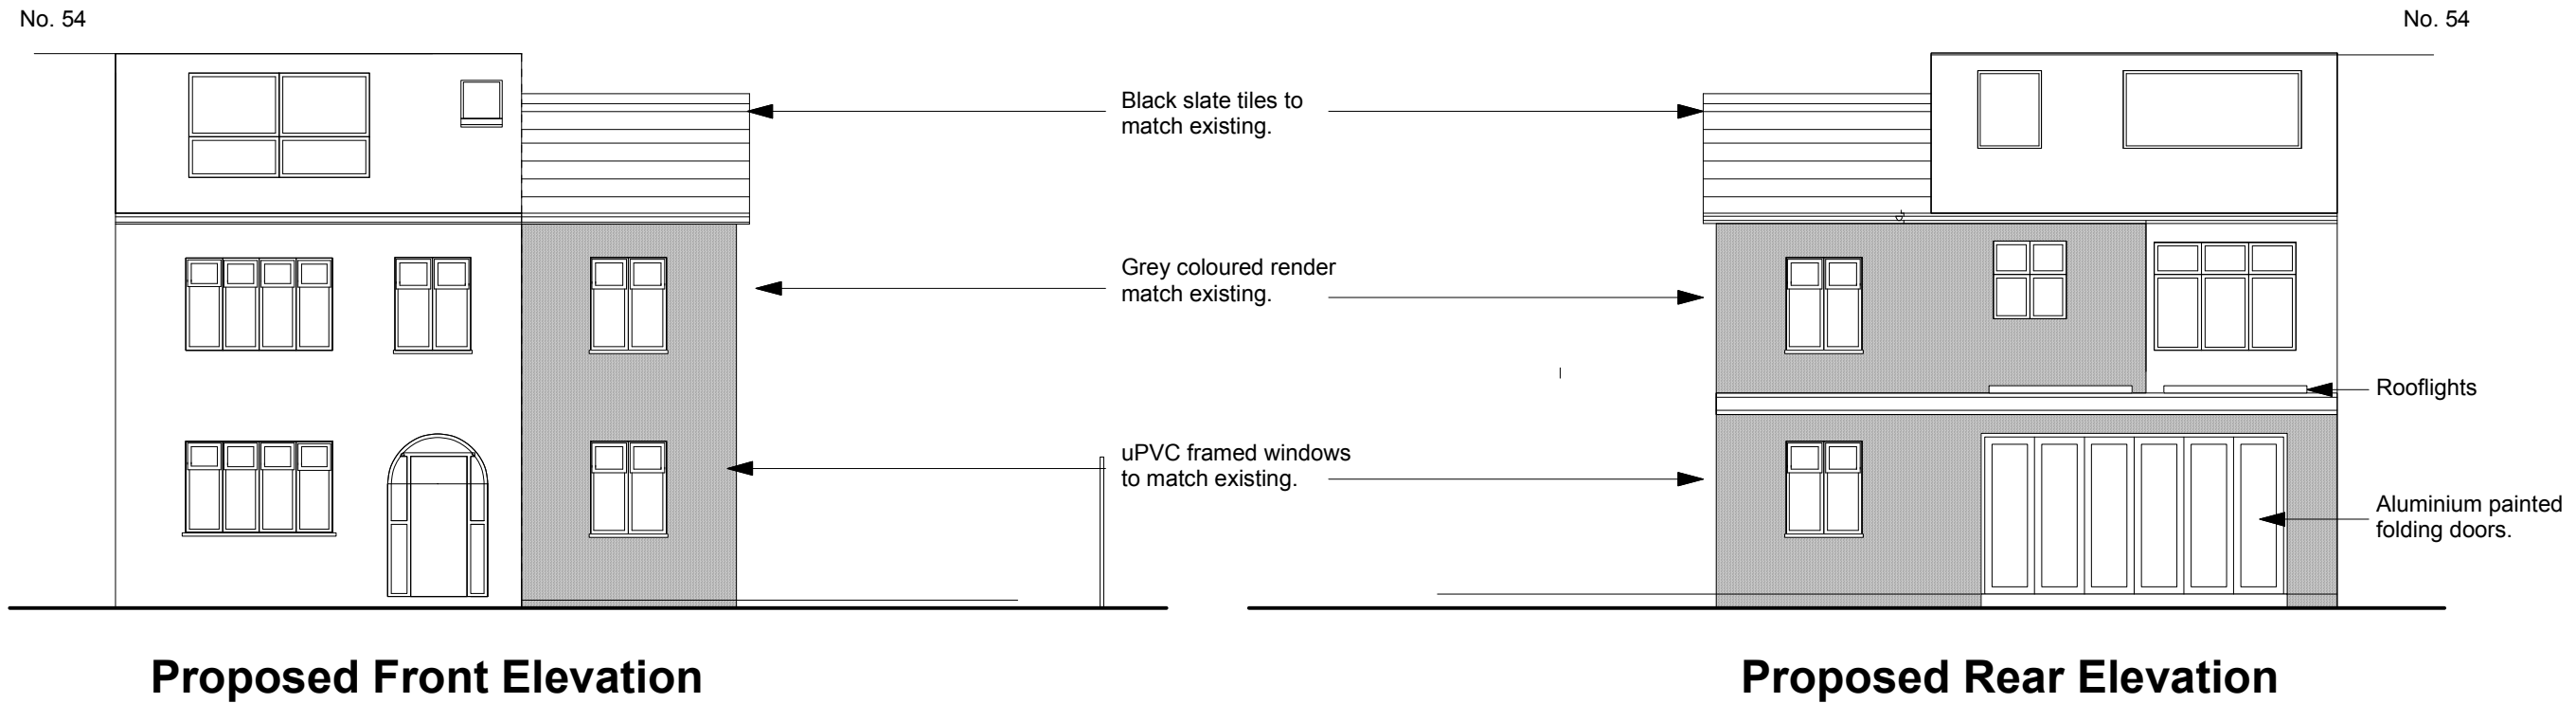 No. 54
No. 54
Black slate tiles to
match existing.
Grey coloured render
match existing.
uPVC framed windows
to match existing.
Rooflights
Aluminium painted
folding doors.
Proposed Front Elevation
Proposed Rear Elevation